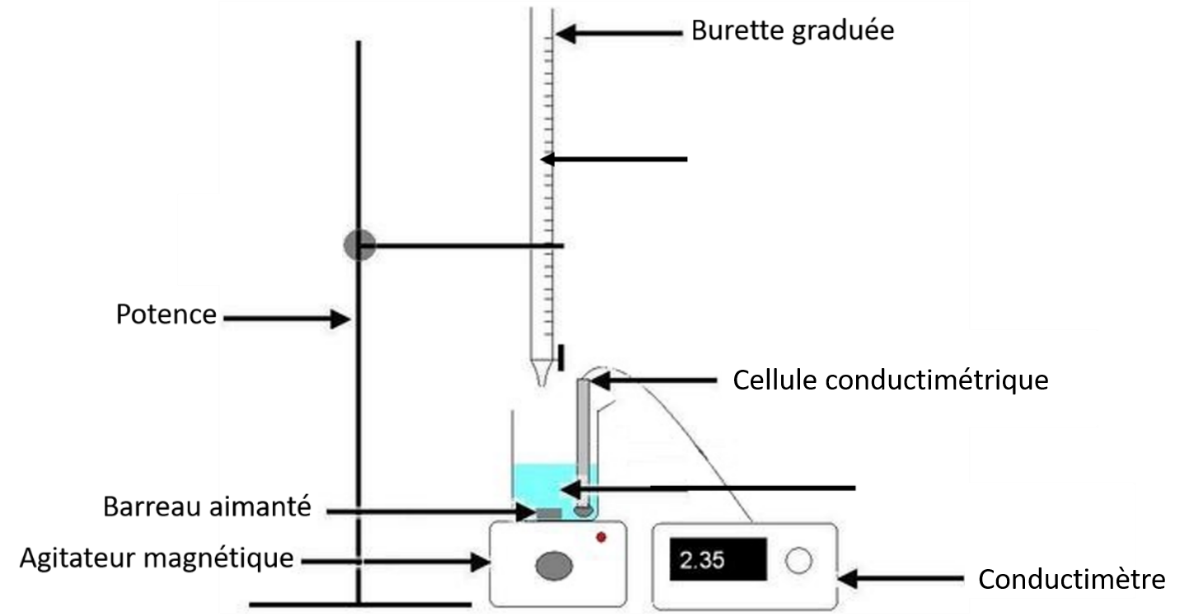 Burette graduée
Potence
Cellule conductimétrique
Barreau aimanté
Agitateur magnétique
2.35
Conductimètre